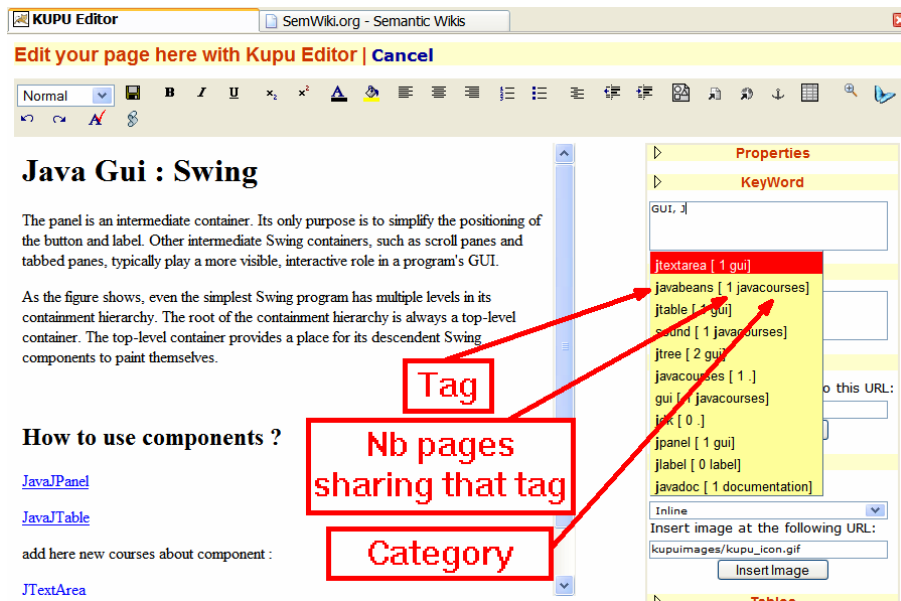 KUPU Editor
SemWiki.org - Semantic Wikis
Edit your page here with Kupu Editor | Cancel
Normal
Java Gui : Swing
The panel is an intermediate container. Its only purpose is to simplify the positioning of
the button and label. Other intermediate Swing containers, such as scroll panes and
tabbed panes, typically play a more visible, interactive role in a program's GUI.
As the figure shows, even the simplest Swing program has multiple levels in its
containment hierarchy. The root of the containment hierarchy is always a top-level
container. The top-level container provides a place for its descendent Swing
components to paint themselves.
How to use components ?
JavaJPanel
JavaJTable
add here new courses about component :
JTextArea
Tag
Nb pages
sharing that tag
Category
Properties
KeyWord
GUI, J
jtextarea [ 1 gui]
javabeans [ 1 javacourses]
jtable [ 1 gui]
sound [ 1 javacourses]
jtree [ 2 gui]
javacourses [ 1 .]
gui [ 1 javacourses]
jdk [ 0 .]
jpanel [ 1 gui]
jlabel [ 0 label]
javadoc [ 1 documentation]
this URL:
Inline
Insert image at the following URL:
kupuimages/kupu_icon.gif
Insert Image
Tables